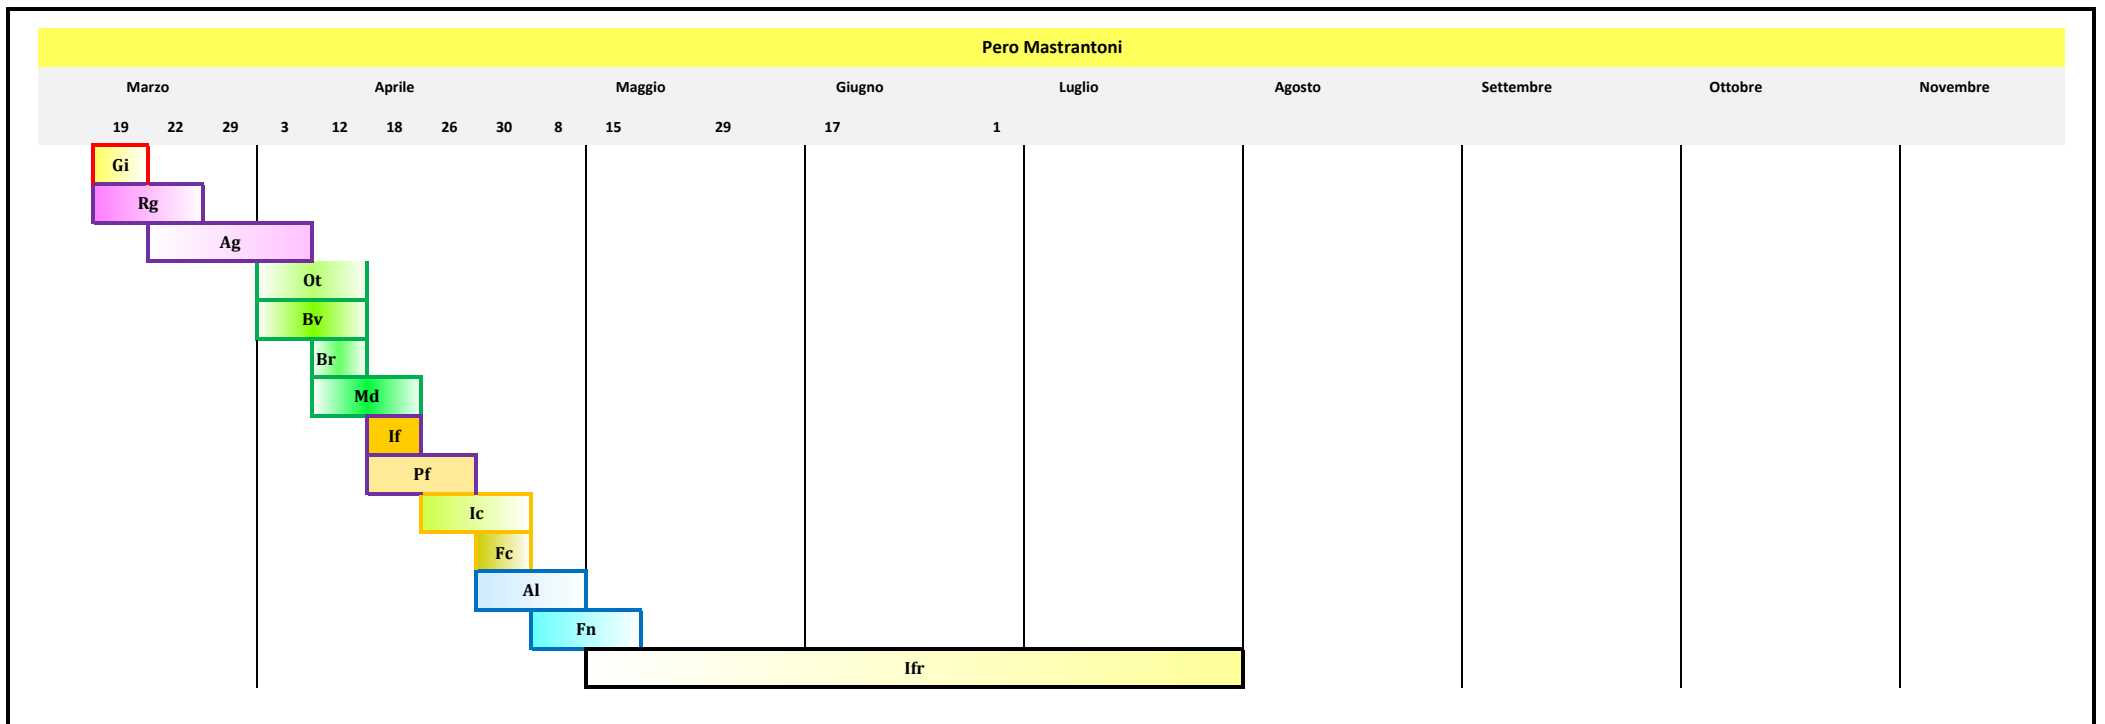 Pero Mastrantoni
Marzo Aprile Maggio Giugno Luglio Agosto Settembre Ottobre Novembre
19 22 29 3 12 18 26 30 8 15 29 17 1
Gi
Rg
Ag
Ot
Bv
Br
Md
If
Pf
Ic
Fc
Al
Fn
Ifr